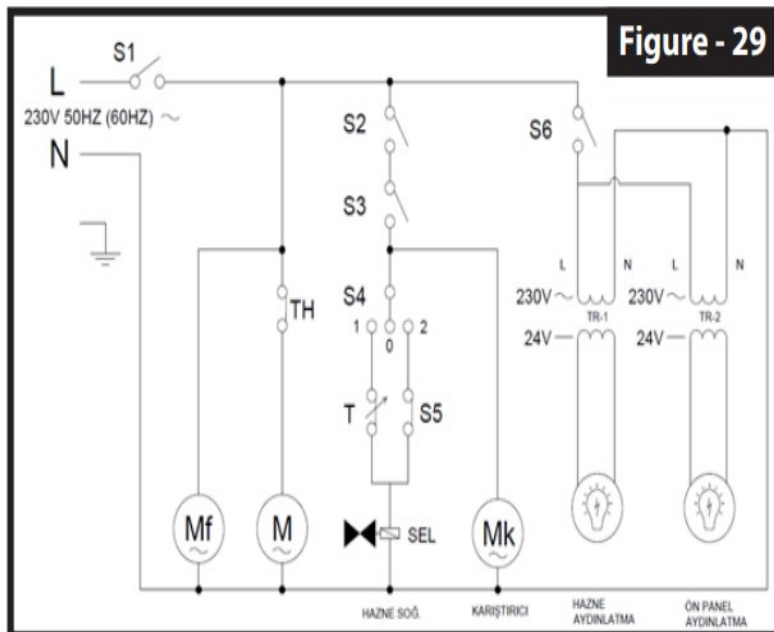 Figure - 29
S1
L
230V 50HZ (60HZ) ~
N
S2
S3
S6
TH
S4
1 0 2
T
S5
L N L N
230V ~ 230V ~
TR-1 TR-2
24V 24V
Mf
M
SEL
Mk
HAZNE SOĞ.
KARIŞTIRICI
HAZNE
AYDINLATMA
ÖN PANEL
AYDINLATMA